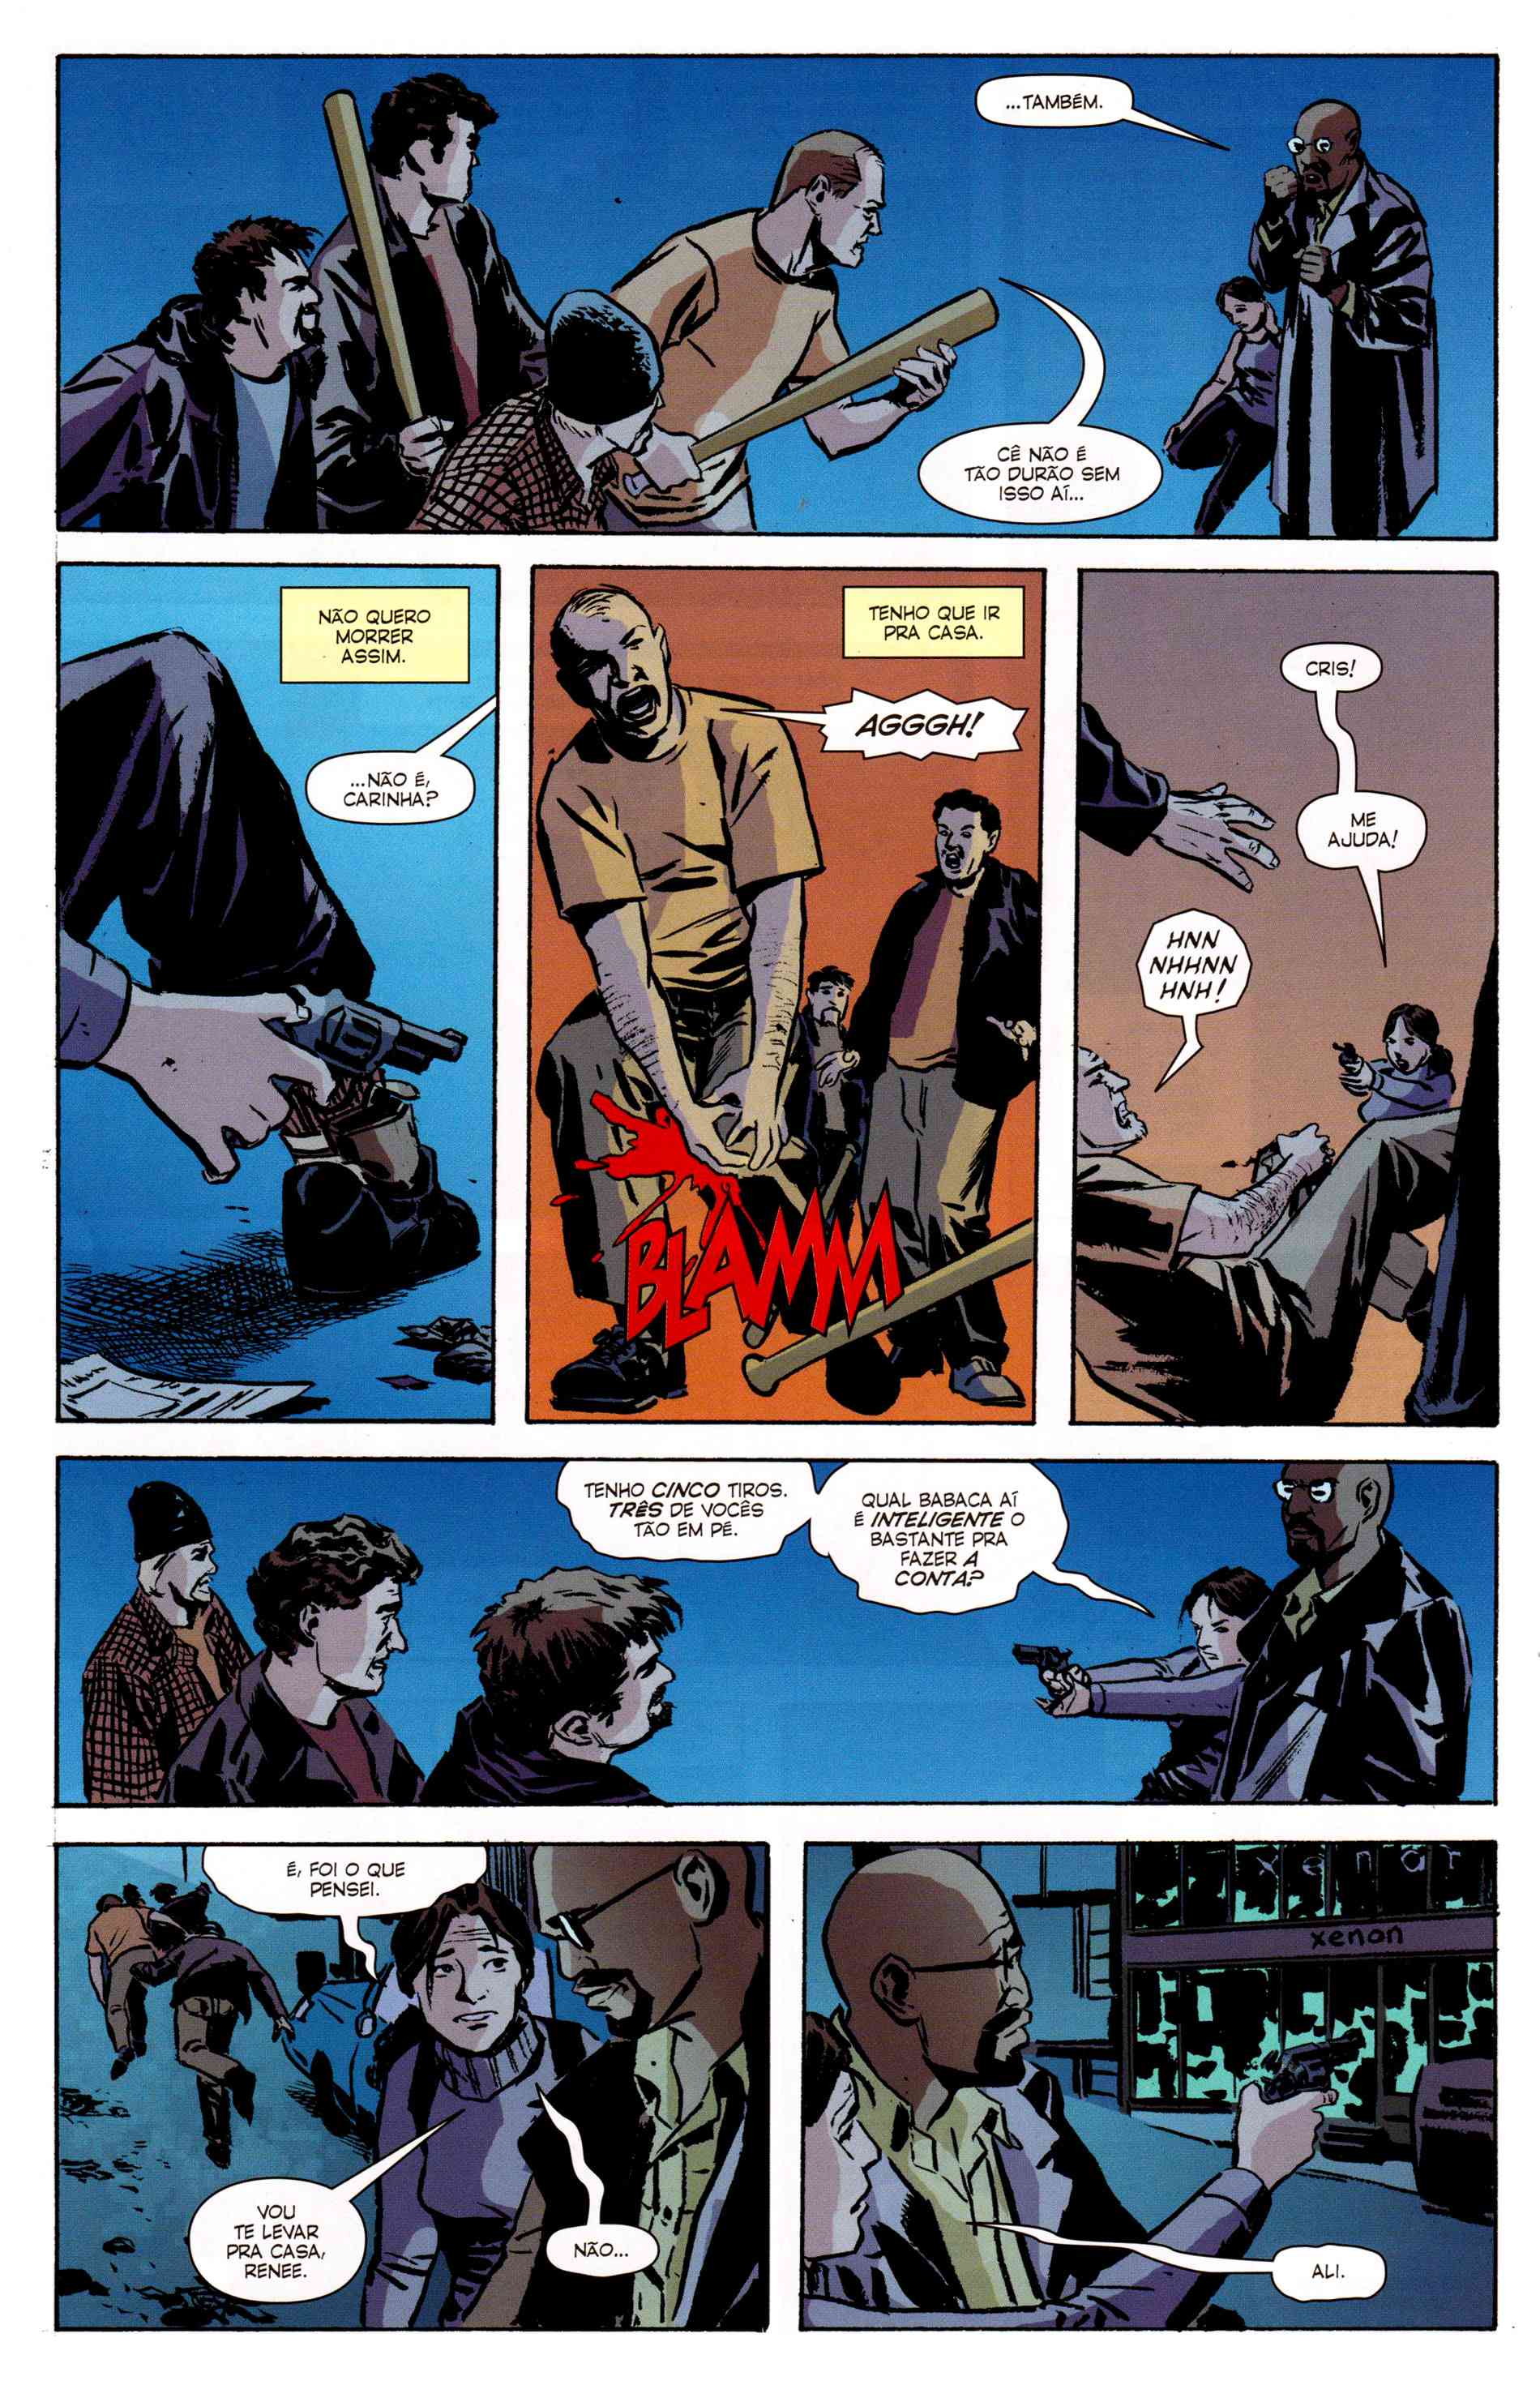 ...TAMBÉM.
CÊ NÃO É
TÃO DURÃO SEM
ISSO AÍ...
NÃO QUERO
MORRER
ASSIM.
...NÃO É,
CARINHA?
TENHO QUE IR
PRA CASA.
AGGGH!
BLAMM
CRIS!
ME
AJUDA!
HNN
NHHNN
HNH!
TENHO CINCO TIROS.
TRÊS DE VOCÊS
TÃO EM PÉ.
QUAL BABACA AÍ
É INTELIGENTE O
BASTANTE PRA
FAZER A
CONTA?
É, FOI O QUE
PENSEI.
VOU
TE LEVAR
PRA CASA,
RENEE.
NÃO...
xenon
ALI.